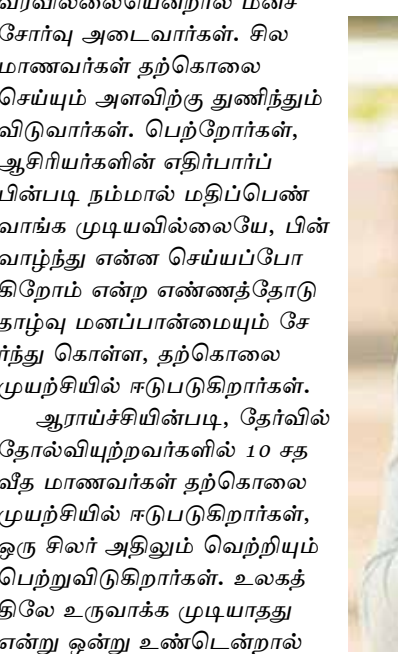 வரவில்லையென்றால் மனச்
சோர்வு அடைவார்கள். சில
மாணவர்கள் தற்கொலை
செய்யும் அளவிற்கு துணிந்தும்
விடுவார்கள். பெற்றோர்கள்,
ஆசிரியர்களின் எதிர்பார்ப்
பின்படி நம்மால் மதிப்பெண்
வாங்க முடியவில்லையே, பின்
வாழ்ந்து என்ன செய்யப்போ
கிறோம் என்ற எண்ணத்தோடு
தாழ்வு மனப்பான்மையும் சே
ர்ந்து கொள்ள, தற்கொலை
முயற்சியில் ஈடுபடுகிறார்கள்.
ஆராய்ச்சியின்படி, தேர்வில்
தோல்வியுற்றவர்களில் 10 சத
வீத மாணவர்கள் தற்கொலை
முயற்சியில் ஈடுபடுகிறார்கள்,
ஒரு சிலர் அதிலும் வெற்றியும்
பெற்றுவிடுகிறார்கள். உலகத்
திலே உருவாக்க முடியாதது
என்று ஒன்று உண்டென்றால்